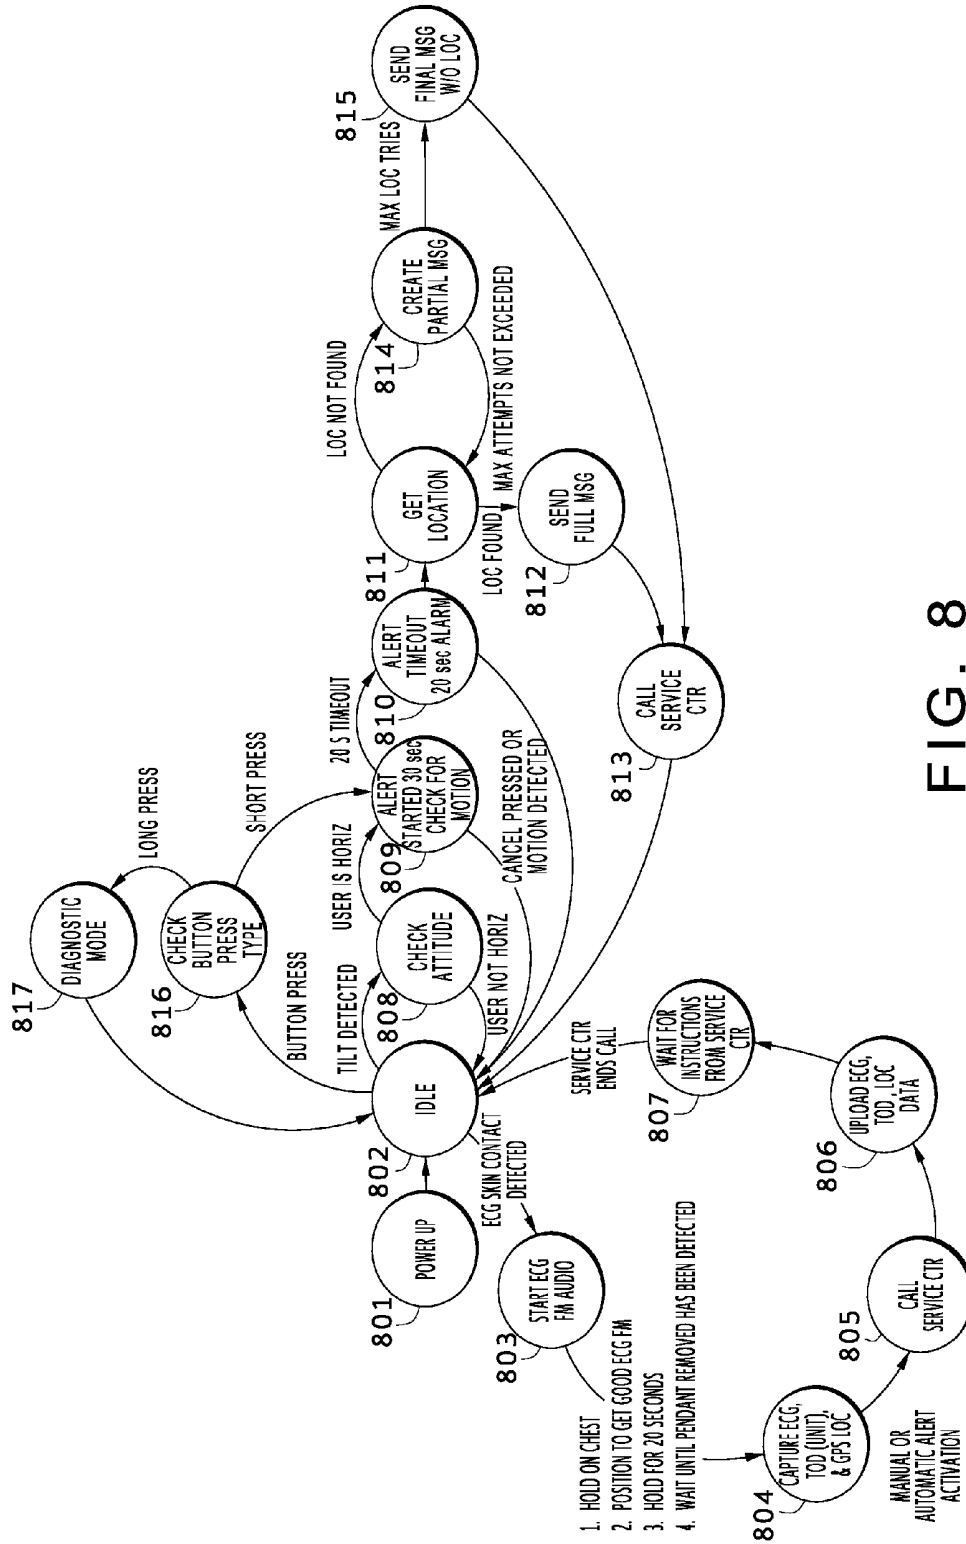 801
POWER UP
802
IDLE
ECG SKIN CONTACT
DETECTED
803
START ECG
FM AUDIO
1. HOLD ON CHEST
2. POSITION TO GET GOOD ECG FM
3. HOLD FOR 20 SECONDS
4. WAIT UNTIL PENDANT REMOVED HAS BEEN DETECTED
804
CAPTURE ECG,
TOD (UNIT),
& GPS LOC
MANUAL OR
AUTOMATIC ALERT
ACTIVATION
805
CALL
SERVICE CTR
806
UPLOAD ECG,
TOD, LOC
DATA
807
WAIT FOR
INSTRUCTIONS
FROM SERVICE
CTR
SERVICE CTR
ENDS CALL
TILT DETECTED
808
CHECK
ATTITUDE
USER NOT HORIZ
USER IS HORIZ
809
ALERT
STARTED 30 sec
CHECK FOR
MOTION
CANCEL PRESSED OR
MOTION DETECTED
20 S TIMEOUT
810
ALERT
TIMEOUT
20 sec ALARM
811
GET
LOCATION
LOC FOUND
812
SEND
FULL MSG
813
CALL
SERVICE
CTR
LOC NOT FOUND
MAX ATTEMPTS NOT EXCEEDED
814
CREATE
PARTIAL MSG
MAX LOC TRIES
815
SEND
FINAL MSG
W/O LOC
BUTTON PRESS
816
CHECK
BUTTON
PRESS
TYPE
SHORT PRESS
LONG PRESS
817
DIAGNOSTIC
MODE
FIG. 8